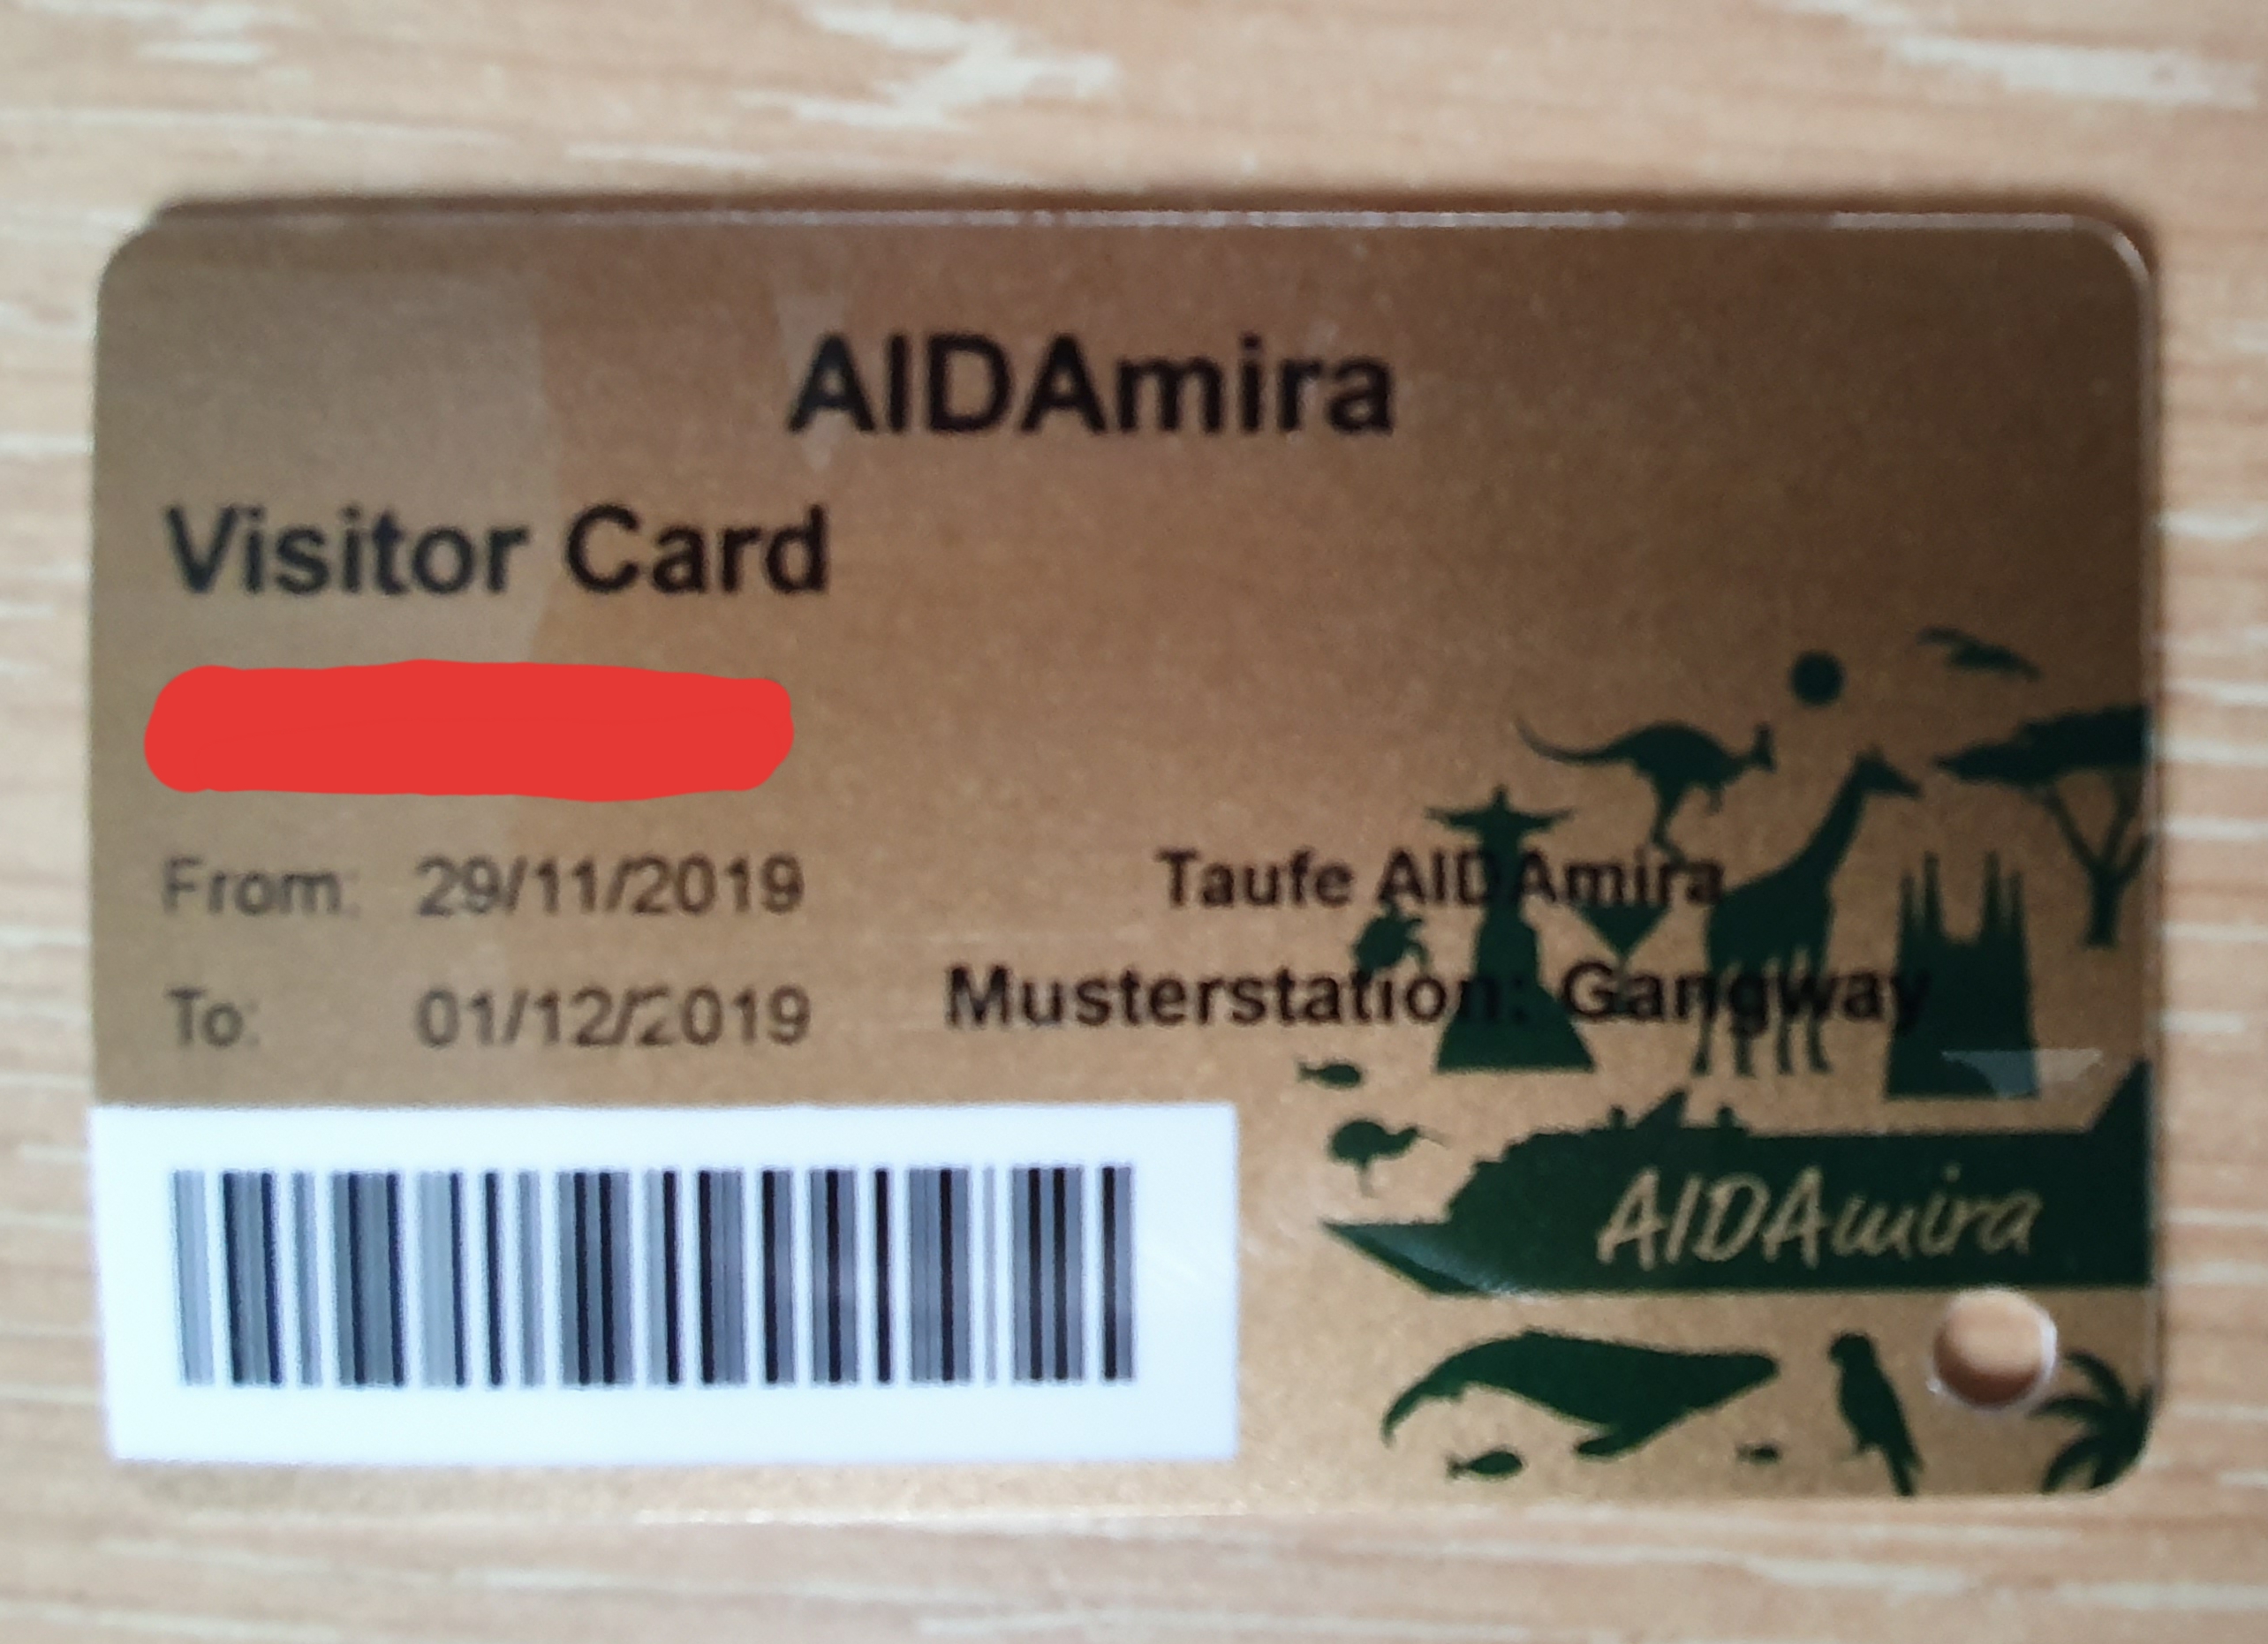 AIDAmira
Visitor Card
From: 29/11/2019
Taufe AIDAmira
To: 01/12/2019
Musterstation: Gangway
AIDAmira